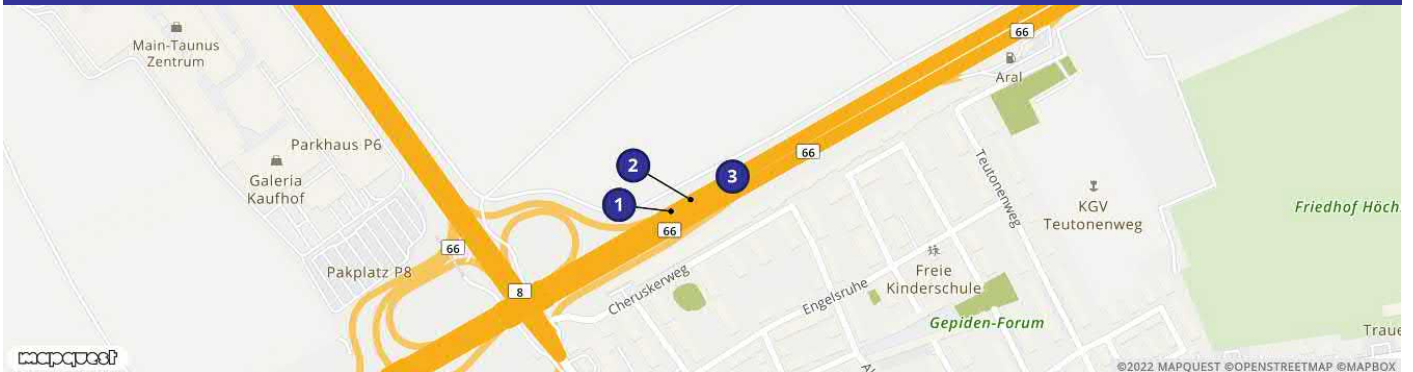 66
Main-Taunus
Zentrum
Aral
Parkhaus P6
66
2
3
Galeria
Kaufhof
Teutonenweg
1
KGV
Teutonenweg
Friedhof Höch
66
66
Pakplatz P8
Freie
Kinderschule
Cheruskerweg
Engelsruhe
8
Gepiden-Forum
Traue
mapquest
©2022 MAPQUEST ©OPENSTREETMAP ©MAPBOX